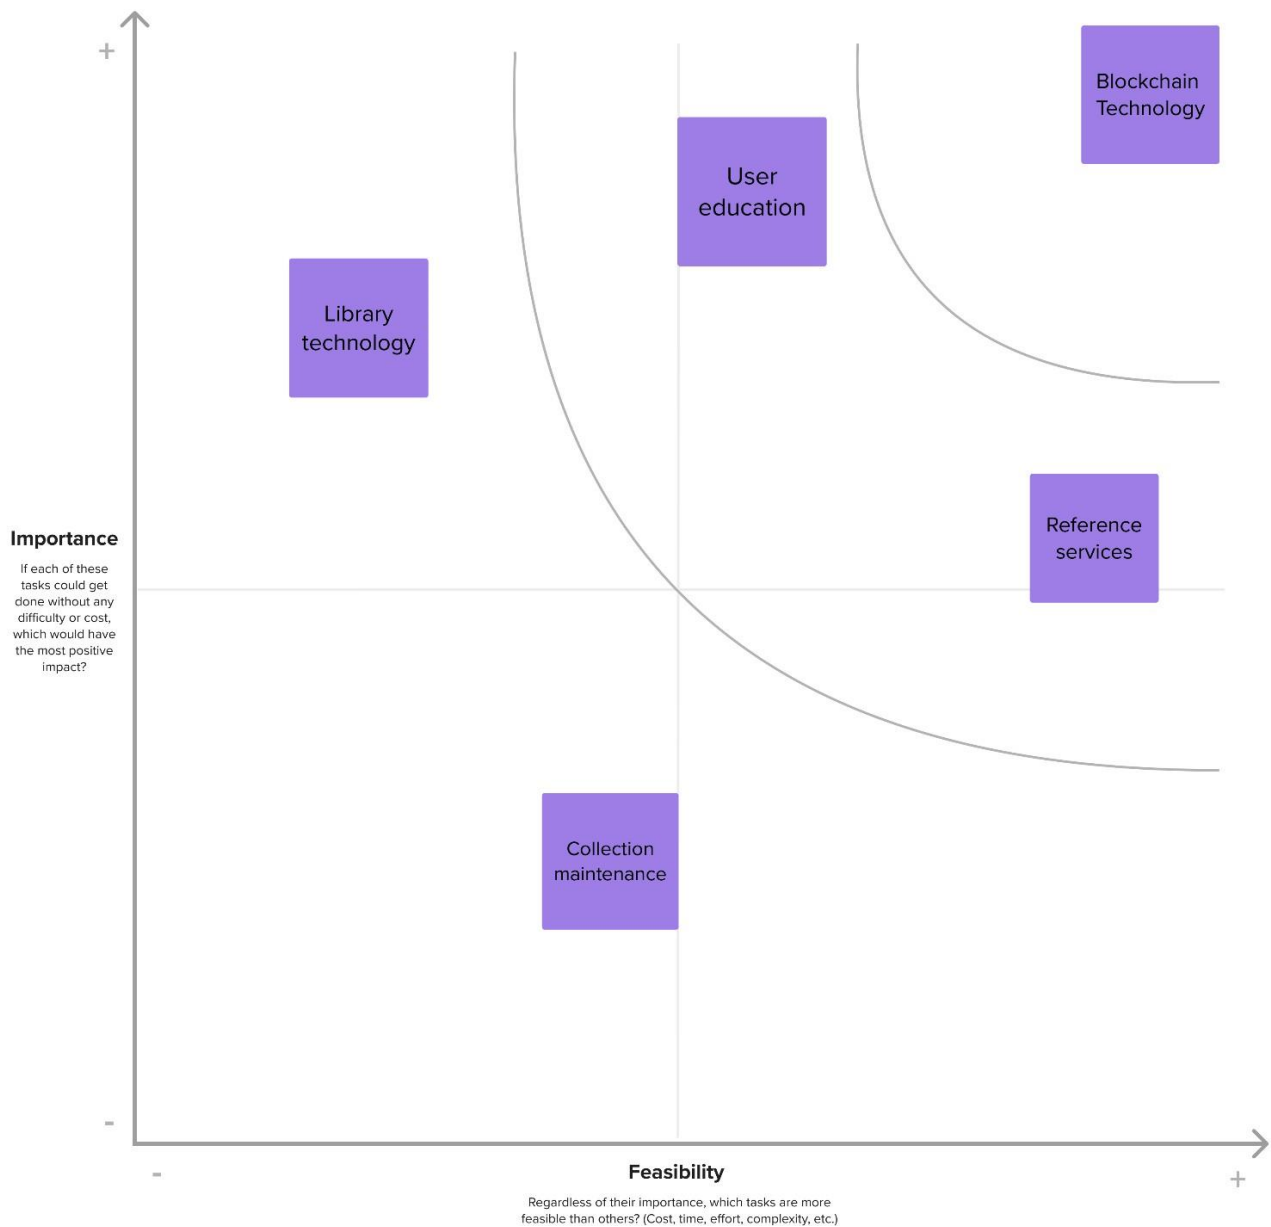 +
Blockchain
Technology
User
education
Library
technology
Reference
services
Importance
If each of these
tasks could get
done without any
difficulty or cost,
which would have
the most positive
impact?
Collection
maintenance
-
-
Feasibility
+
Regardless of their importance, which tasks are more
feasible than others? (Cost, time, effort, complexity, etc.)